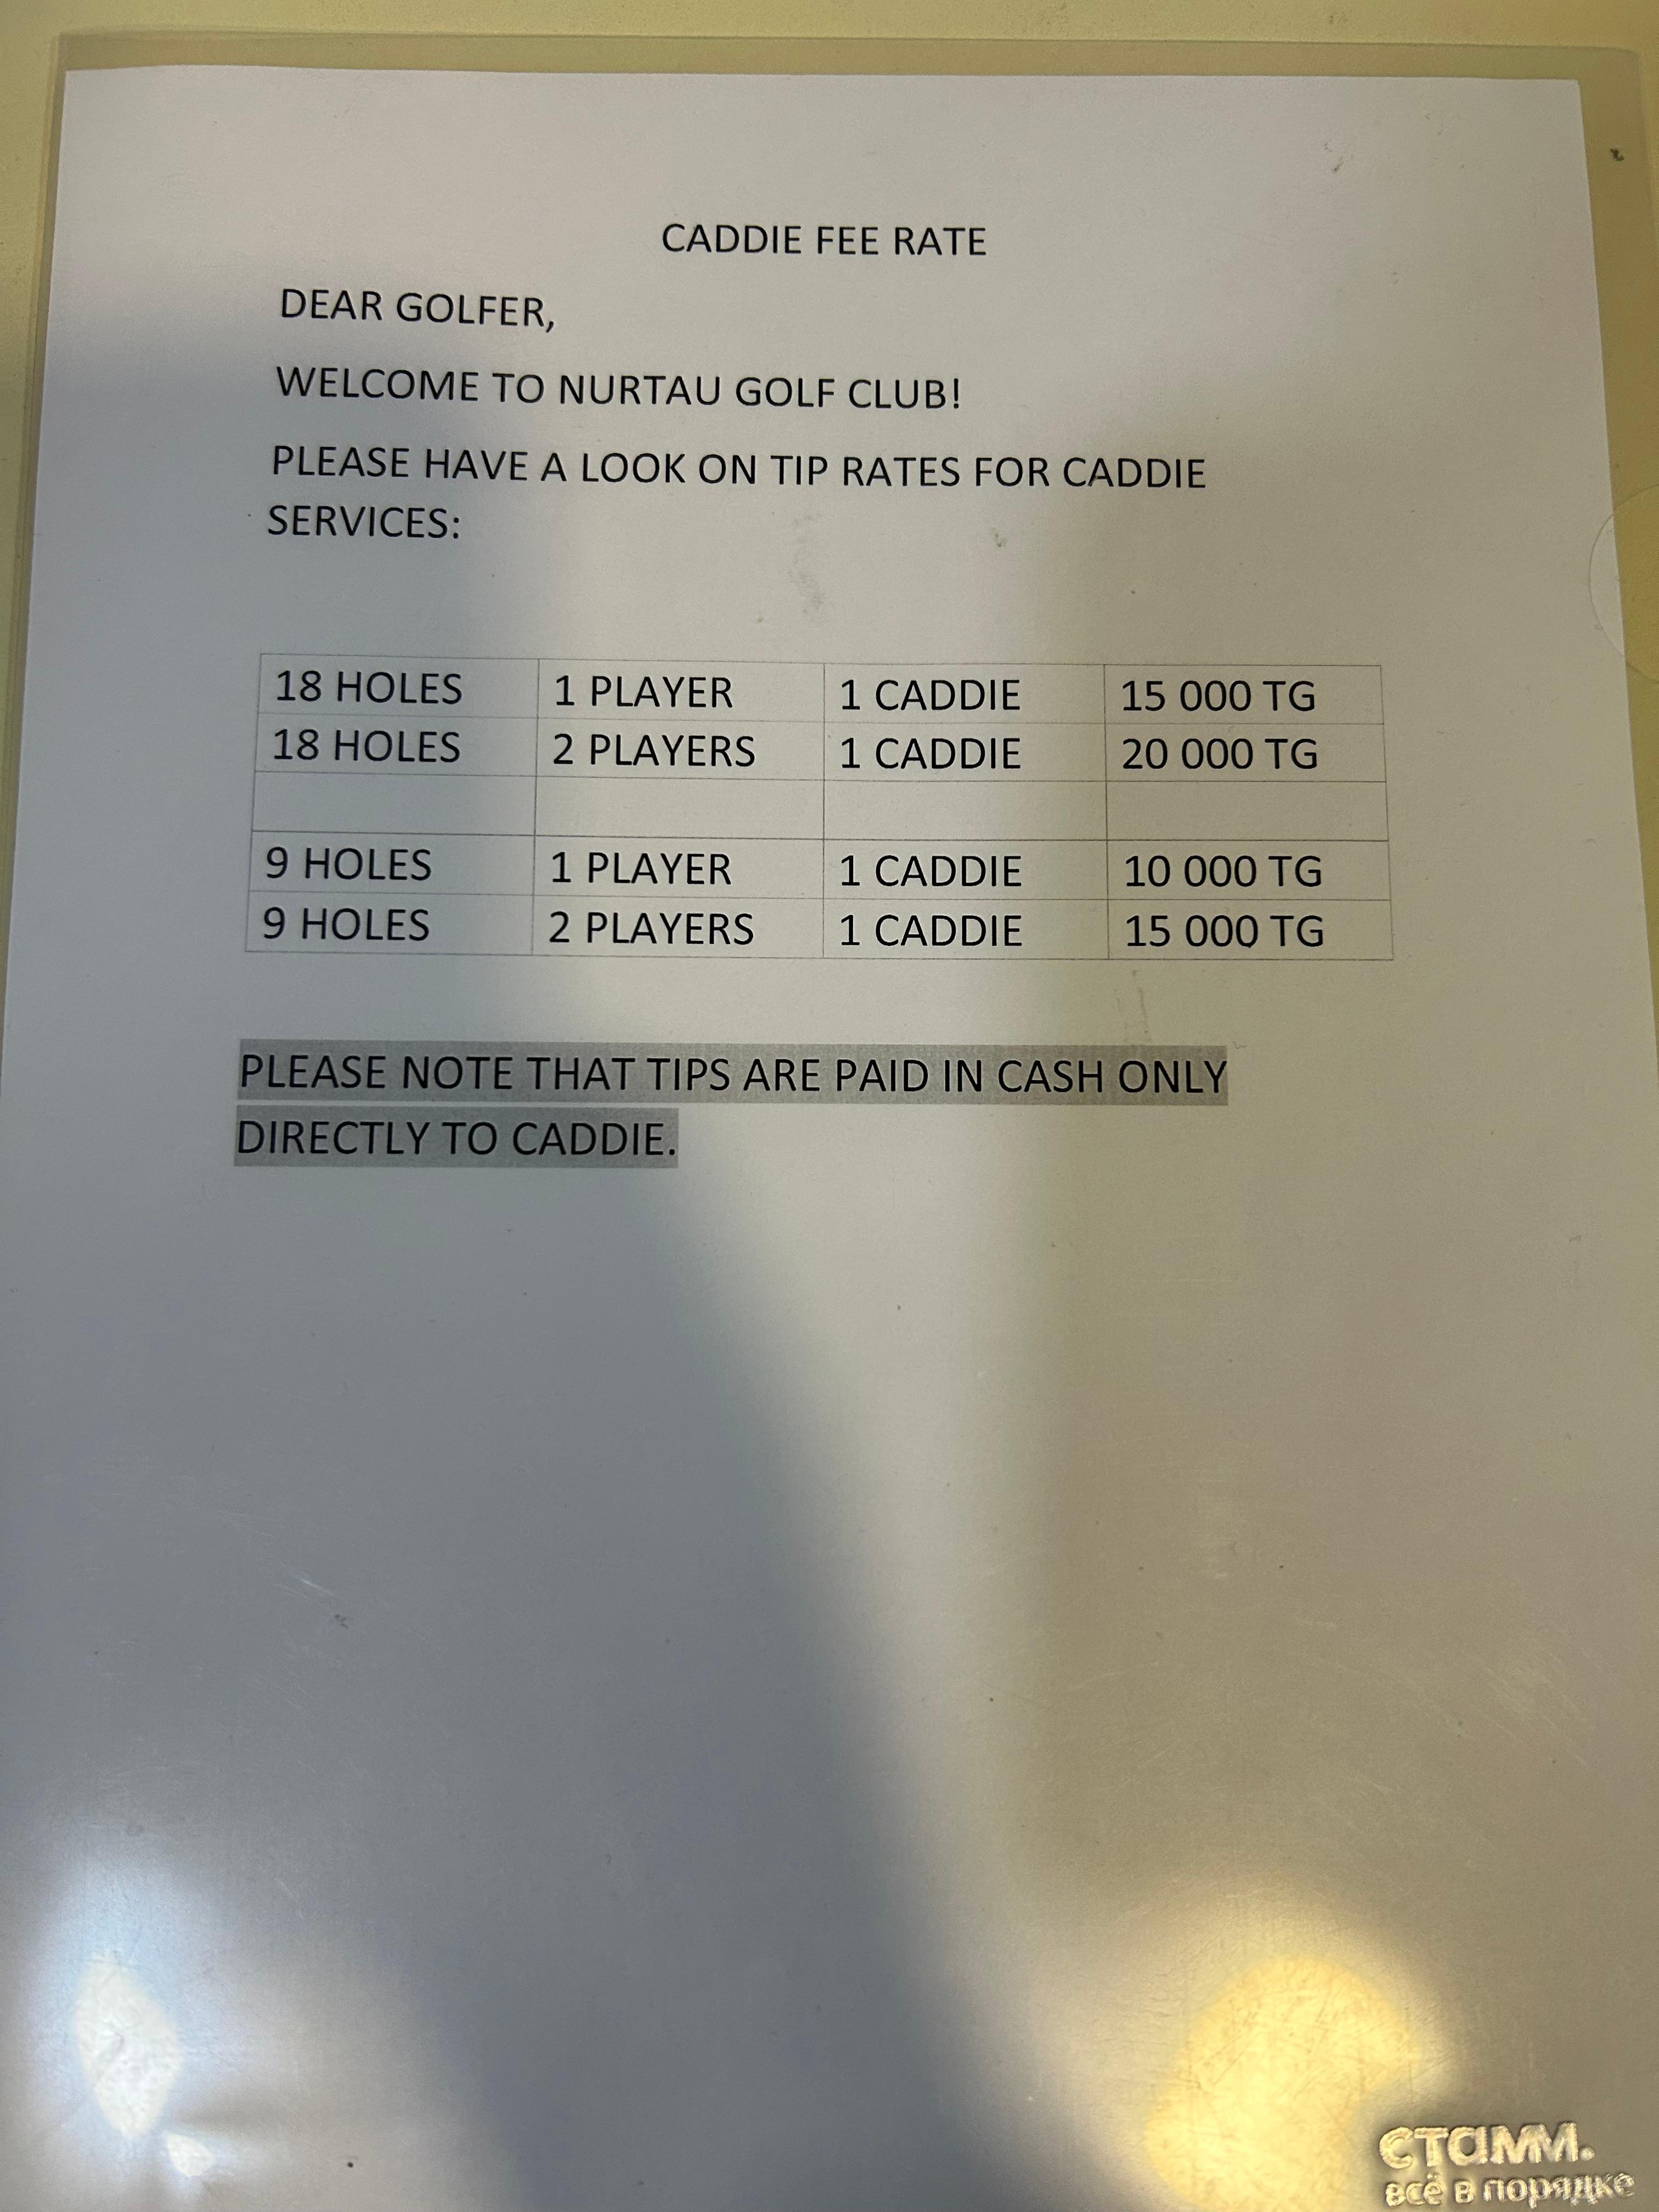 CADDIE FEE RATE
DEAR GOLFER,
WELCOME TO NURTAU GOLF CLUB!
PLEASE HAVE A LOOK ON TIP RATES FOR CADDIE
SERVICES:
18 HOLES 1 PLAYER 1 CADDIE 15 000 TG
18 HOLES 2 PLAYERS 1 CADDIE 20 000 TG
9 HOLES 1 PLAYER 1 CADDIE 10 000 TG
9 HOLES 2 PLAYERS 1 CADDIE 15 000 TG
PLEASE NOTE THAT TIPS ARE PAID IN CASH ONLY
DIRECTLY TO CADDIE.
стамм.
всё в порядке